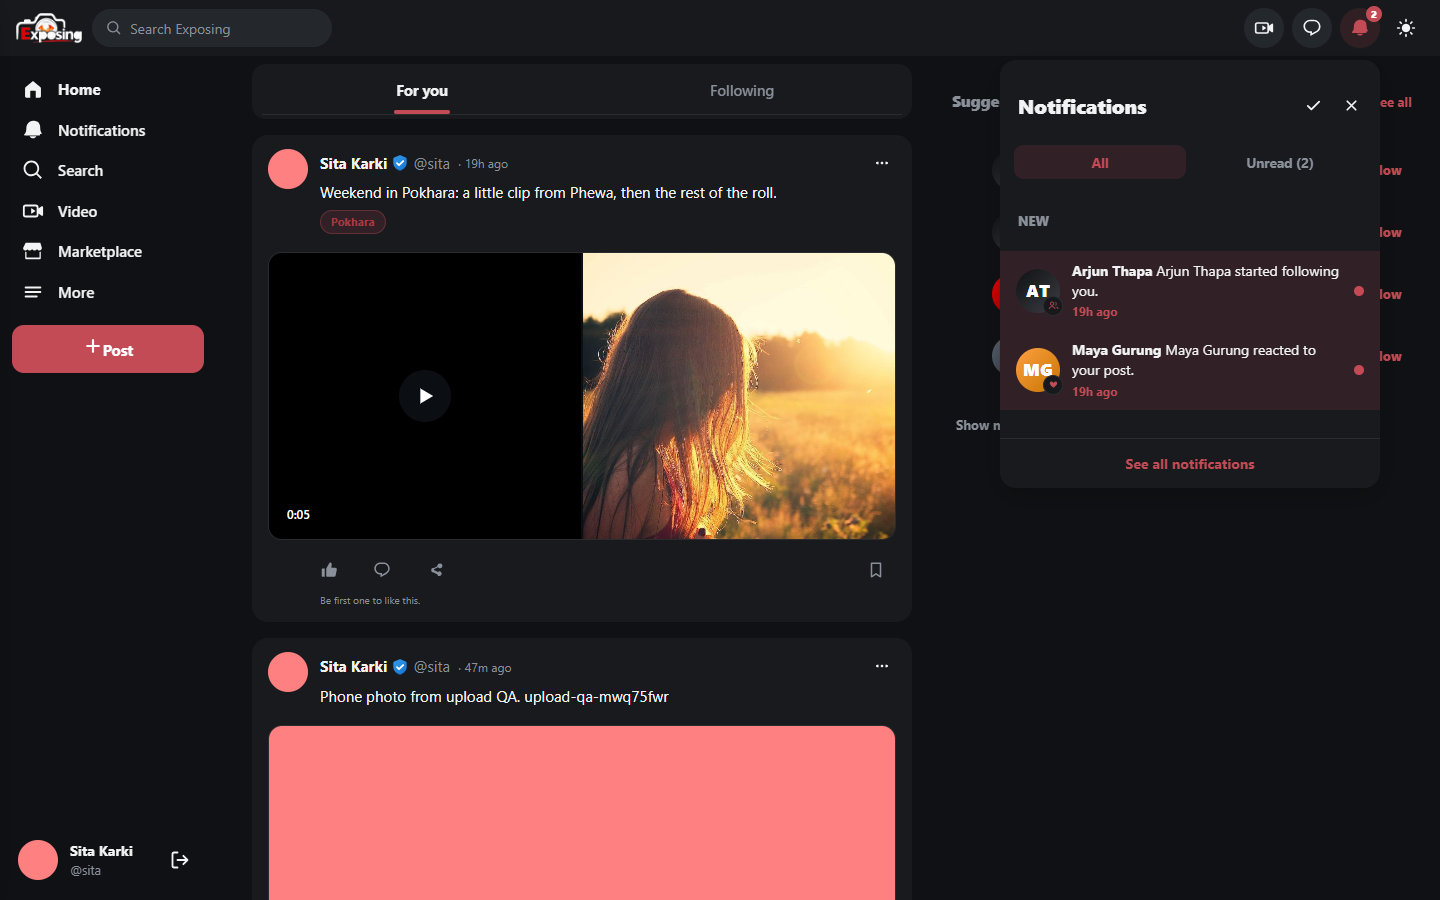 Exposing
Search Exposing
2
Home
Notifications
Search
Video
Marketplace
More
Post
Sita Karki
@sita
For you
Following
Sita Karki @sita · 19h ago
Weekend in Pokhara: a little clip from Phewa, then the rest of the roll.
Pokhara
0:05
Be first one to like this.
Sita Karki @sita · 47m ago
Phone photo from upload QA. upload-qa-mwq75fwr
Notifications
All
Unread (2)
NEW
AT
Arjun Thapa Arjun Thapa started following
you.
19h ago
MG
Maya Gurung Maya Gurung reacted to
your post.
19h ago
See all notifications
Sugge
ee all
low
low
low
low
Show